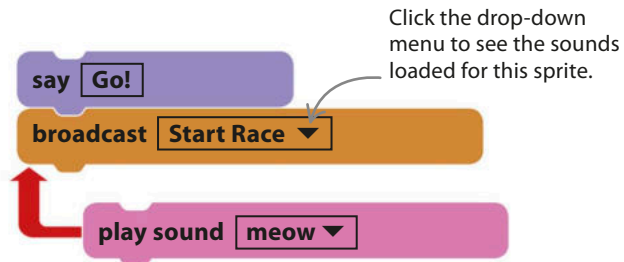 Click the drop-down
menu to see the sounds
loaded for this sprite.
say Go!
broadcast Start Race
play sound meow